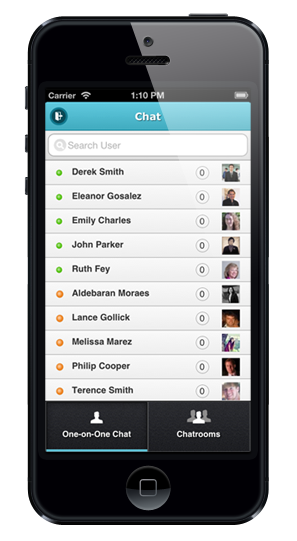 Carrier 1:10 PM
Chat
Search User
Derek Smith 0
Eleanor Gosalez 0
Emily Charles 0
John Parker 0
Ruth Fey 0
Aldebaran Moraes 0
Lance Gollick 0
Melissa Marez 0
Philip Cooper 0
Terence Smith 0
One-on-One Chat Chatrooms